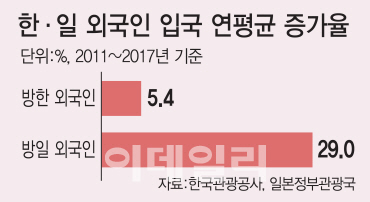 한·일 외국인 입국 연평균 증가율
단위:%, 2011～2017년 기준
방한 외국인 5.4
방일 외국인 29.0
이데일리
자료:한국관광공사, 일본정부관광국